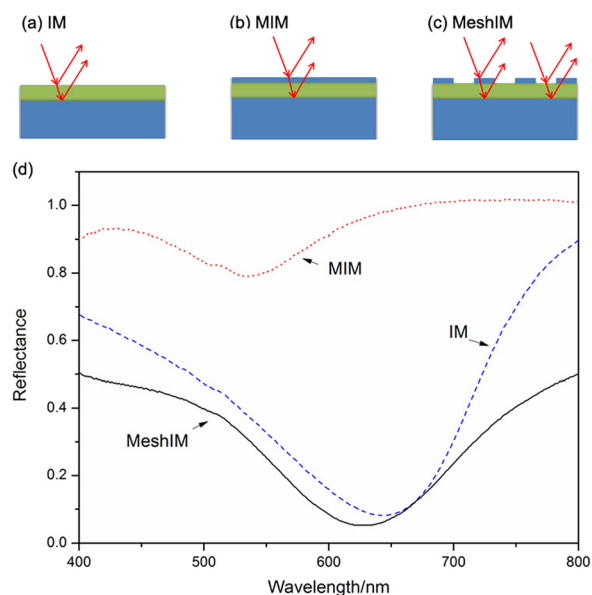 (a) IM
(b) MIM
(c) MeshIM
(d)
1.0
0.8
0.6
0.4
0.2
0.0
Reflectance
MIM
IM
MeshIM
400
500
600
700
800
Wavelength/nm